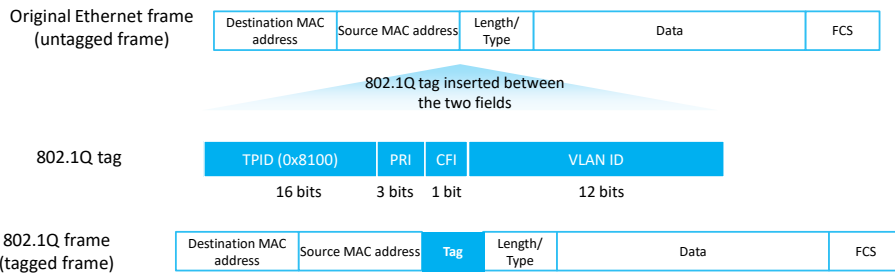 Original Ethernet frame
(untagged frame)
Destination MAC
address
Source MAC address
Length/
Type
Data
FCS
802.1Q tag inserted between
the two fields
802.1Q tag
TPID (0x8100)
PRI
CFI
VLAN ID
16 bits
3 bits
1 bit
12 bits
802.1Q frame
(tagged frame)
Destination MAC
address
Source MAC address
Tag
Length/
Type
Data
FCS